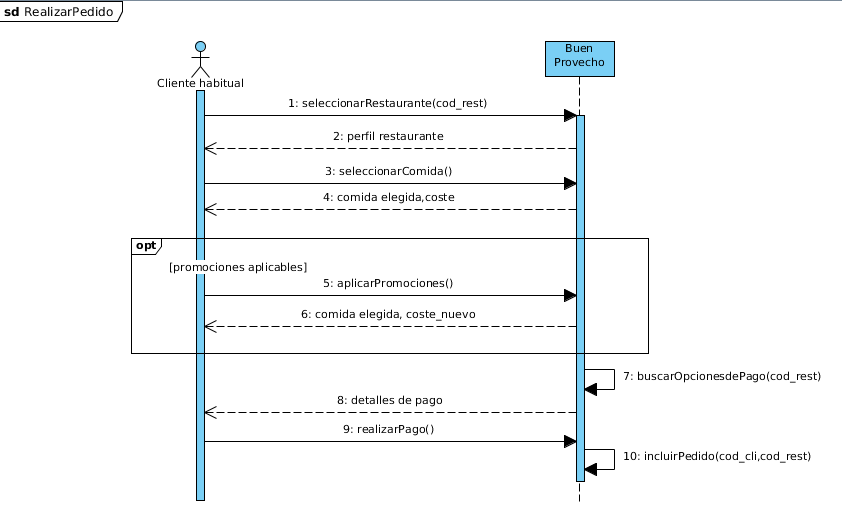 sd RealizarPedido
Buen
Provecho
Cliente habitual
1: seleccionarRestaurante(cod_rest)
2: perfil restaurante
3: seleccionarComida()
4: comida elegida,coste
opt
[promociones aplicables]
5: aplicarPromociones()
6: comida elegida, coste_nuevo
7: buscarOpcionesdePago(cod_rest)
8: detalles de pago
9: realizarPago()
10: incluirPedido(cod_cli,cod_rest)